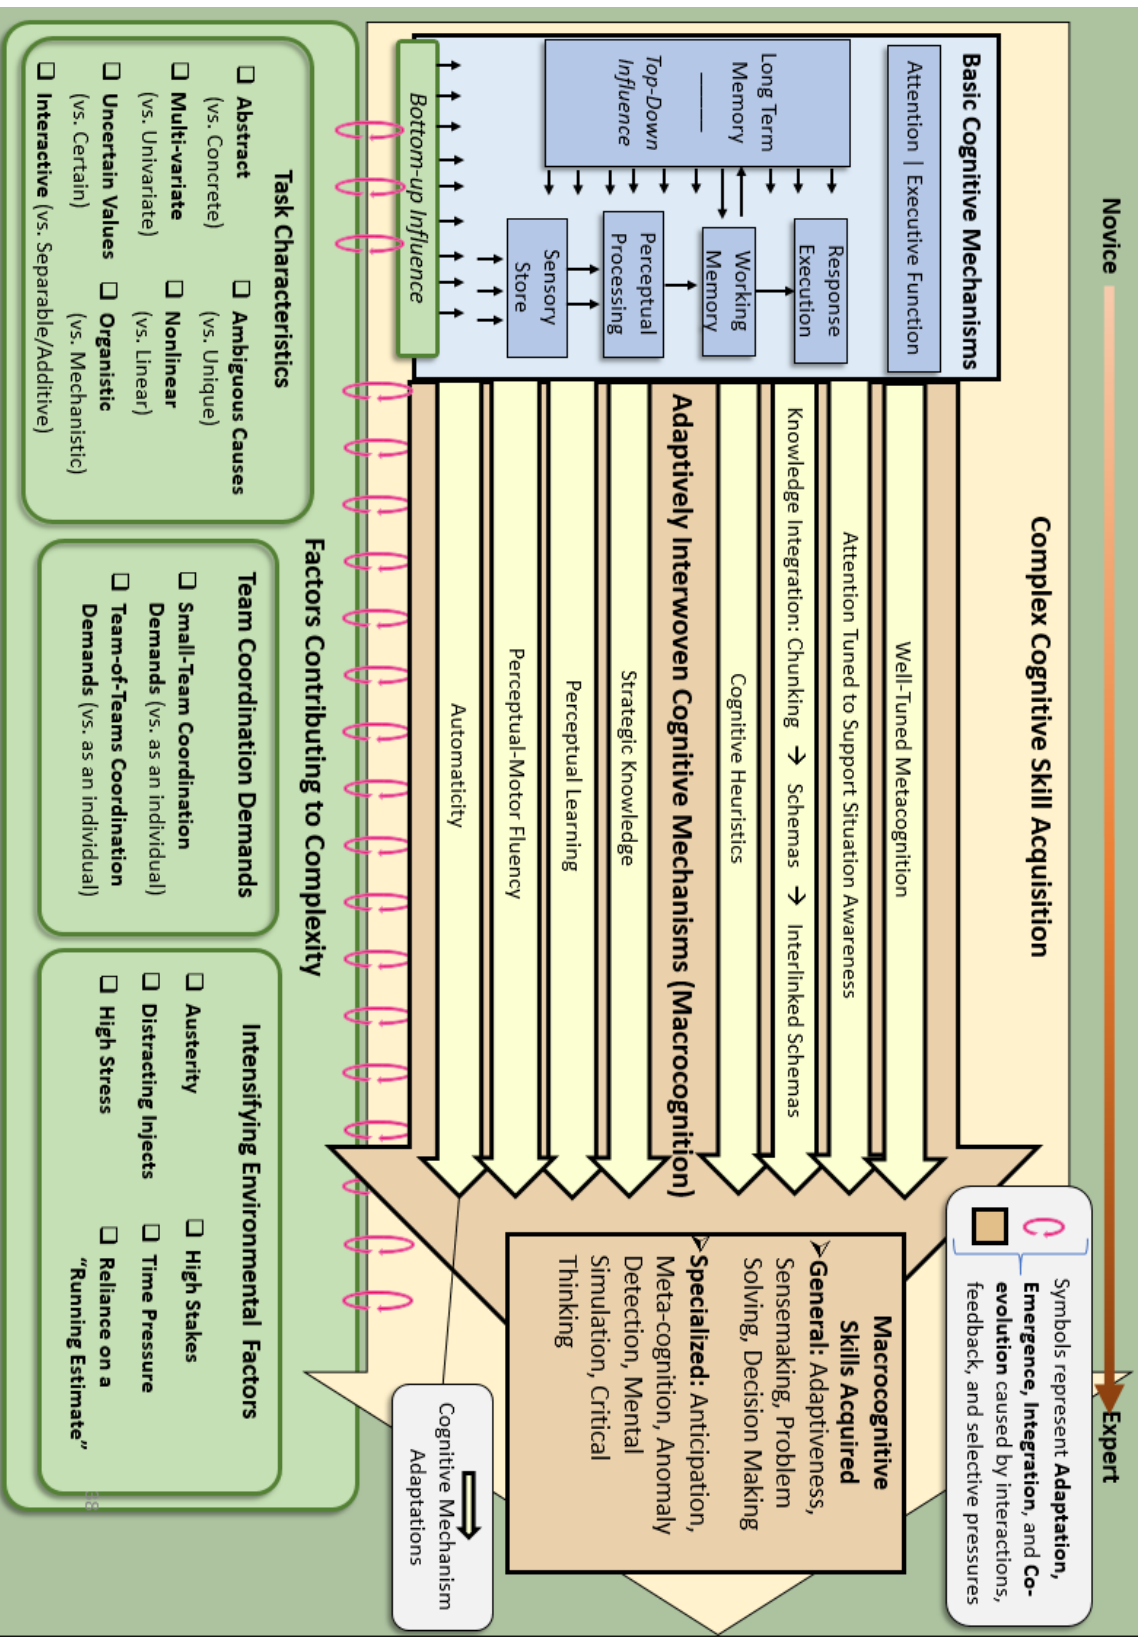 Novice
Expert
Complex Cognitive Skill Acquisition
Symbols represent Adaptation,
Emergence, Integration, and Co-
evolution caused by interactions,
feedback, and selective pressures
Basic Cognitive Mechanisms
Attention | Executive Function
Long Term
Memory
Top-Down
Influence
Response
Execution
Working
Memory
Perceptual
Processing
Sensory
Store
Bottom-up Influence
Well-Tuned Metacognition
Attention Tuned to Support Situation Awareness
Knowledge Integration: Chunking → Schemas → Interlinked Schemas
Cognitive Heuristics
Adaptively Interwoven Cognitive Mechanisms (Macrocognition)
Strategic Knowledge
Perceptual Learning
Perceptual-Motor Fluency
Automaticity
Macrocognitive
Skills Acquired
➢General: Adaptiveness,
Sensemaking, Problem
Solving, Decision Making
➢Specialized: Anticipation,
Meta-cognition, Anomaly
Detection, Mental
Simulation, Critical
Thinking
Cognitive Mechanism
Adaptations
Factors Contributing to Complexity
Task Characteristics
❑ Abstract
(vs. Concrete)
❑ Multi-variate
(vs. Univariate)
❑ Uncertain Values
(vs. Certain)
❑ Interactive (vs. Separable/Additive)
❑ Ambiguous Causes
(vs. Unique)
❑ Nonlinear
(vs. Linear)
❑ Organistic
(vs. Mechanistic)
Team Coordination Demands
❑ Small-Team Coordination
Demands (vs. as an individual)
❑ Team-of-Teams Coordination
Demands (vs. as an individual)
Intensifying Environmental Factors
❑ Austerity
❑ Distracting Injects
❑ High Stress
❑ High Stakes
❑ Time Pressure
❑ Reliance on a
“Running Estimate”